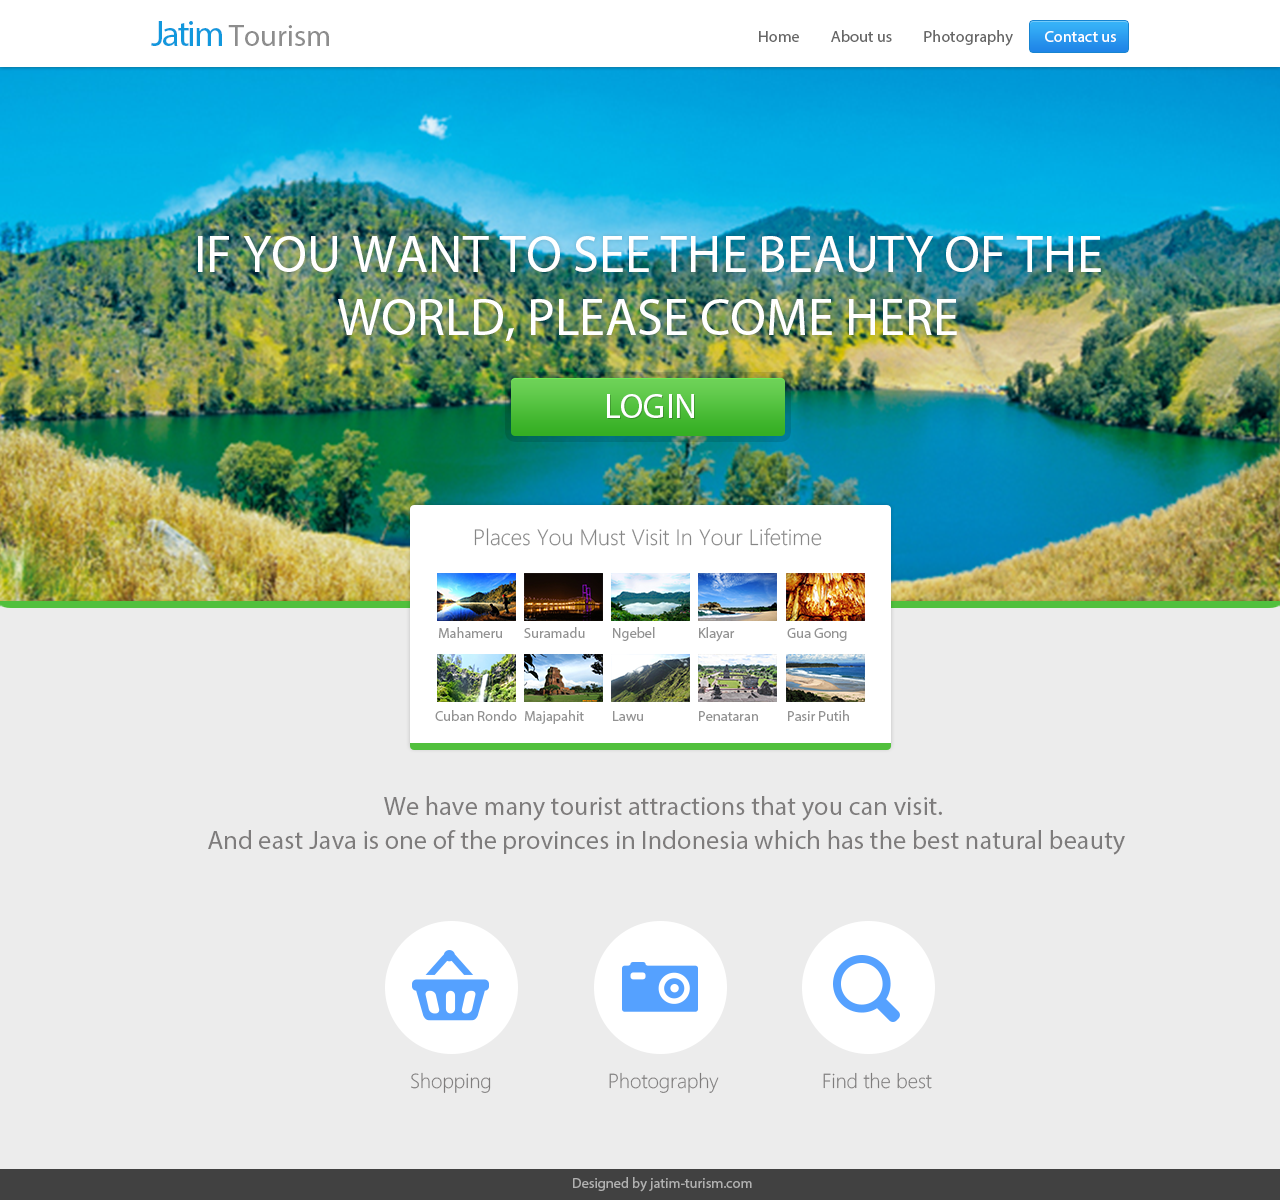 Jatim Tourism
Home About us Photography Contact us
IF YOU WANT TO SEE THE BEAUTY OF THE
WORLD, PLEASE COME HERE
LOGIN
Places You Must Visit In Your Lifetime
Mahameru Suramadu Ngebel Klayar Gua Gong
Cuban Rondo Majapahit Lawu Penataran Pasir Putih
We have many tourist attractions that you can visit.
And east Java is one of the provinces in Indonesia which has the best natural beauty
Shopping Photography Find the best
Designed by jatim-turism.com